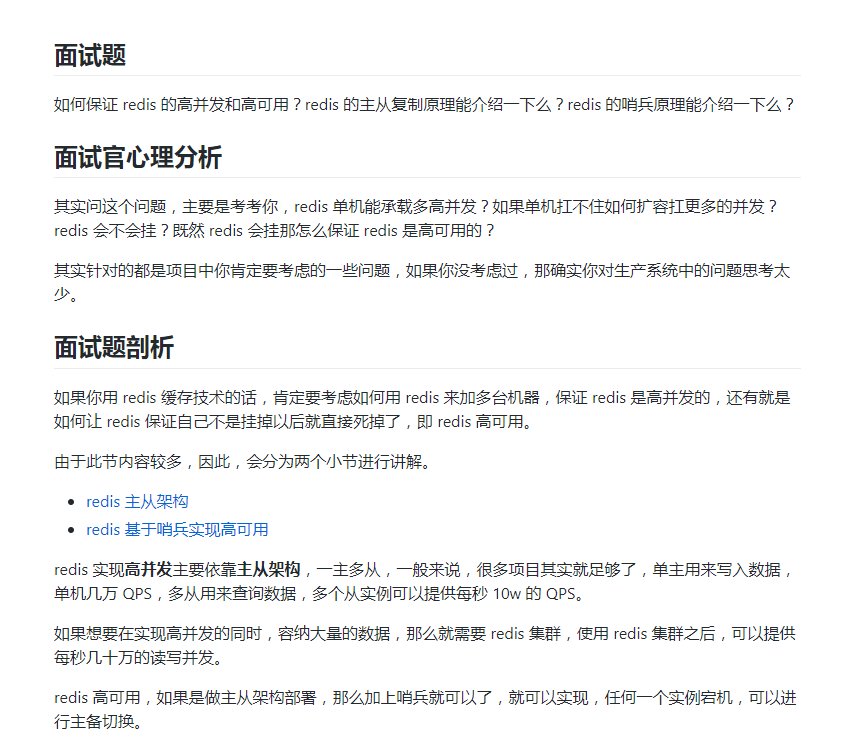 面试题
如何保证 redis 的高并发和高可用？redis 的主从复制原理能介绍一下么？redis 的哨兵原理能介绍一下么？
面试官心理分析
其实问这个问题，主要是考考你，redis 单机能承载多高并发？如果单机扛不住如何扩容扛更多的并发？
redis 会不会挂？既然 redis 会挂那怎么保证 redis 是高可用的？
其实针对的都是项目中你肯定要考虑的一些问题，如果你没考虑过，那确实你对生产系统中的问题思考太
少。
面试题剖析
如果你用 redis 缓存技术的话，肯定要考虑如何用 redis 来加多台机器，保证 redis 是高并发的，还有就是
如何让 redis 保证自己不是挂掉以后就直接死掉了，即 redis 高可用。
由于此节内容较多，因此，会分为两个小节进行讲解。
• redis 主从架构
• redis 基于哨兵实现高可用
redis 实现高并发主要依靠主从架构，一主多从，一般来说，很多项目其实就足够了，单主用来写入数据，
单机几万 QPS，多从用来查询数据，多个从实例可以提供每秒 10w 的 QPS。
如果想要在实现高并发的同时，容纳大量的数据，那么就需要 redis 集群，使用 redis 集群之后，可以提供
每秒几十万的读写并发。
redis 高可用，如果是做主从架构部署，那么加上哨兵就可以了，就可以实现，任何一个实例宕机，可以进
行主备切换。